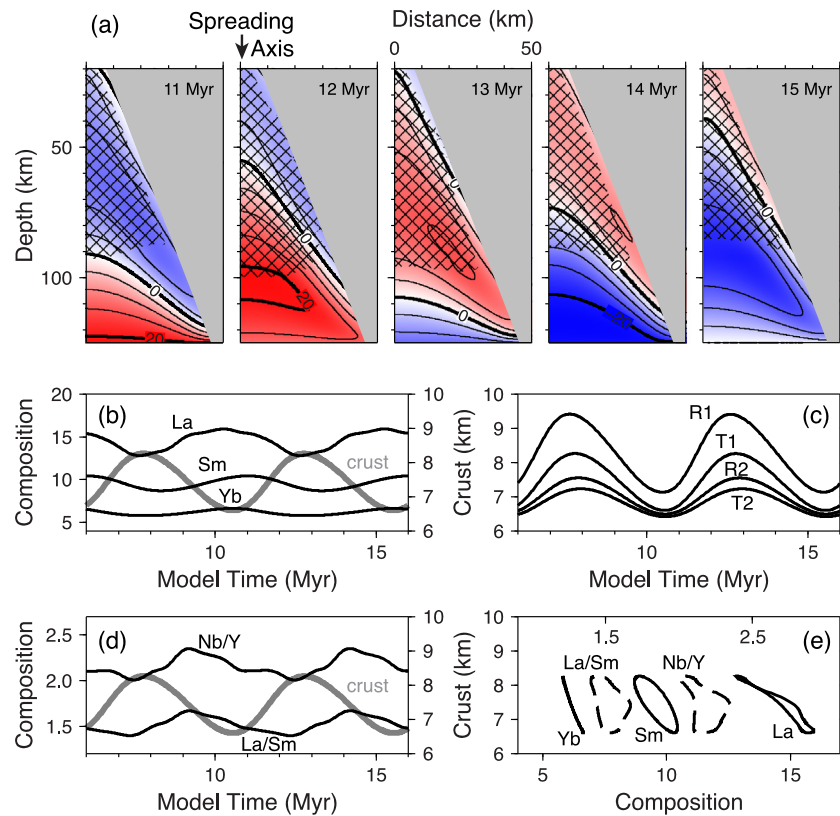 (a)
Spreading
Axis
Distance (km)
0 50
11 Myr 12 Myr 13 Myr 14 Myr 15 Myr
Depth (km)
50
100
0 0 0 0 0
20 20 -20
(b)
Composition
20
15
10
5
La
Sm
Yb
crust
10
9
8
7
6
Crust (km)
10 15
Model Time (Myr)
(c)
R1
T1
R2
T2
10
9
8
7
6
Crust (km)
10 15
Model Time (Myr)
(d)
Composition
2.5
2.0
1.5
Nb/Y
crust
La/Sm
10
9
8
7
6
Crust (km)
10 15
Model Time (Myr)
(e)
1.5 2.5
La/Sm Nb/Y
Yb Sm La
10
9
8
7
6
5 10 15
Composition